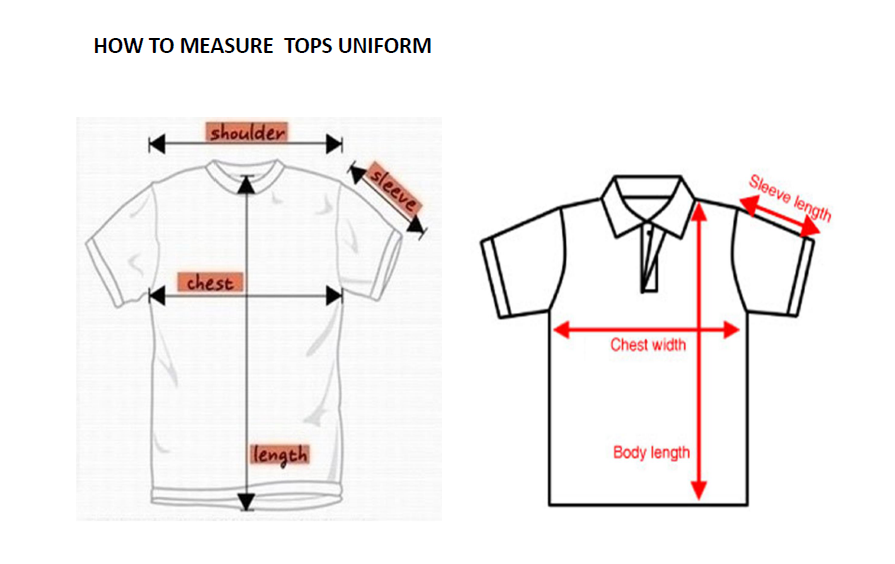 HOW TO MEASURE  TOPS UNIFORM
shoulder
sleeve
chest
length
Sleeve length
Chest width
Body length